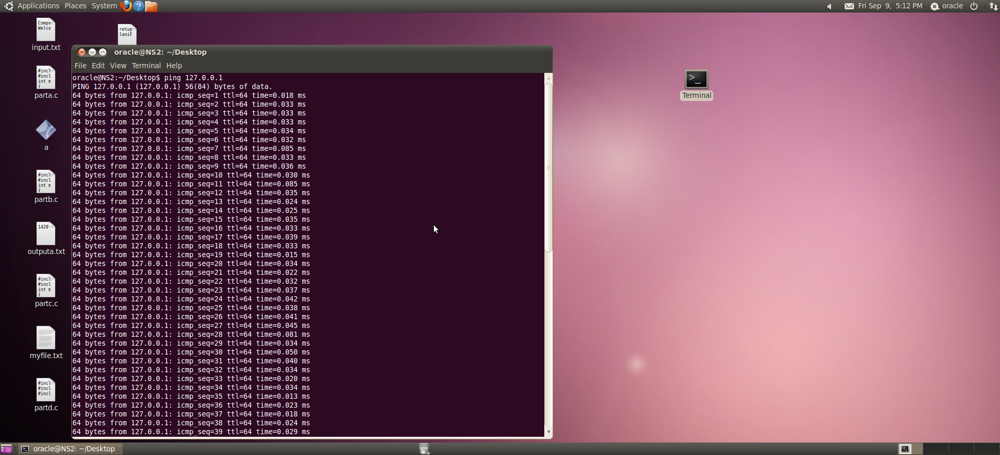 Applications Places System
Fri Sep 9, 5:12 PM oracle
Compu
Welco
input.txt
retup
laniF
#incl
#incl
int m
{
parta.c
a
#incl
#incl
int m
{
partb.c
1420
outputa.txt
#incl
#incl
int m
{
partc.c
myfile.txt
#incl
#incl
#incl
partd.c
oracle@NS2: ~/Desktop
File Edit View Terminal Help
oracle@NS2:~/Desktop$ ping 127.0.0.1
PING 127.0.0.1 (127.0.0.1) 56(84) bytes of data.
64 bytes from 127.0.0.1: icmp_seq=1 ttl=64 time=0.018 ms
64 bytes from 127.0.0.1: icmp_seq=2 ttl=64 time=0.033 ms
64 bytes from 127.0.0.1: icmp_seq=3 ttl=64 time=0.033 ms
64 bytes from 127.0.0.1: icmp_seq=4 ttl=64 time=0.033 ms
64 bytes from 127.0.0.1: icmp_seq=5 ttl=64 time=0.034 ms
64 bytes from 127.0.0.1: icmp_seq=6 ttl=64 time=0.032 ms
64 bytes from 127.0.0.1: icmp_seq=7 ttl=64 time=0.085 ms
64 bytes from 127.0.0.1: icmp_seq=8 ttl=64 time=0.033 ms
64 bytes from 127.0.0.1: icmp_seq=9 ttl=64 time=0.036 ms
64 bytes from 127.0.0.1: icmp_seq=10 ttl=64 time=0.030 ms
64 bytes from 127.0.0.1: icmp_seq=11 ttl=64 time=0.085 ms
64 bytes from 127.0.0.1: icmp_seq=12 ttl=64 time=0.035 ms
64 bytes from 127.0.0.1: icmp_seq=13 ttl=64 time=0.024 ms
64 bytes from 127.0.0.1: icmp_seq=14 ttl=64 time=0.025 ms
64 bytes from 127.0.0.1: icmp_seq=15 ttl=64 time=0.035 ms
64 bytes from 127.0.0.1: icmp_seq=16 ttl=64 time=0.033 ms
64 bytes from 127.0.0.1: icmp_seq=17 ttl=64 time=0.039 ms
64 bytes from 127.0.0.1: icmp_seq=18 ttl=64 time=0.033 ms
64 bytes from 127.0.0.1: icmp_seq=19 ttl=64 time=0.015 ms
64 bytes from 127.0.0.1: icmp_seq=20 ttl=64 time=0.034 ms
64 bytes from 127.0.0.1: icmp_seq=21 ttl=64 time=0.022 ms
64 bytes from 127.0.0.1: icmp_seq=22 ttl=64 time=0.032 ms
64 bytes from 127.0.0.1: icmp_seq=23 ttl=64 time=0.037 ms
64 bytes from 127.0.0.1: icmp_seq=24 ttl=64 time=0.042 ms
64 bytes from 127.0.0.1: icmp_seq=25 ttl=64 time=0.038 ms
64 bytes from 127.0.0.1: icmp_seq=26 ttl=64 time=0.041 ms
64 bytes from 127.0.0.1: icmp_seq=27 ttl=64 time=0.045 ms
64 bytes from 127.0.0.1: icmp_seq=28 ttl=64 time=0.081 ms
64 bytes from 127.0.0.1: icmp_seq=29 ttl=64 time=0.034 ms
64 bytes from 127.0.0.1: icmp_seq=30 ttl=64 time=0.050 ms
64 bytes from 127.0.0.1: icmp_seq=31 ttl=64 time=0.040 ms
64 bytes from 127.0.0.1: icmp_seq=32 ttl=64 time=0.034 ms
64 bytes from 127.0.0.1: icmp_seq=33 ttl=64 time=0.020 ms
64 bytes from 127.0.0.1: icmp_seq=34 ttl=64 time=0.034 ms
64 bytes from 127.0.0.1: icmp_seq=35 ttl=64 time=0.013 ms
64 bytes from 127.0.0.1: icmp_seq=36 ttl=64 time=0.023 ms
64 bytes from 127.0.0.1: icmp_seq=37 ttl=64 time=0.018 ms
64 bytes from 127.0.0.1: icmp_seq=38 ttl=64 time=0.024 ms
64 bytes from 127.0.0.1: icmp_seq=39 ttl=64 time=0.029 ms
Terminal
oracle@NS2: ~/Desktop